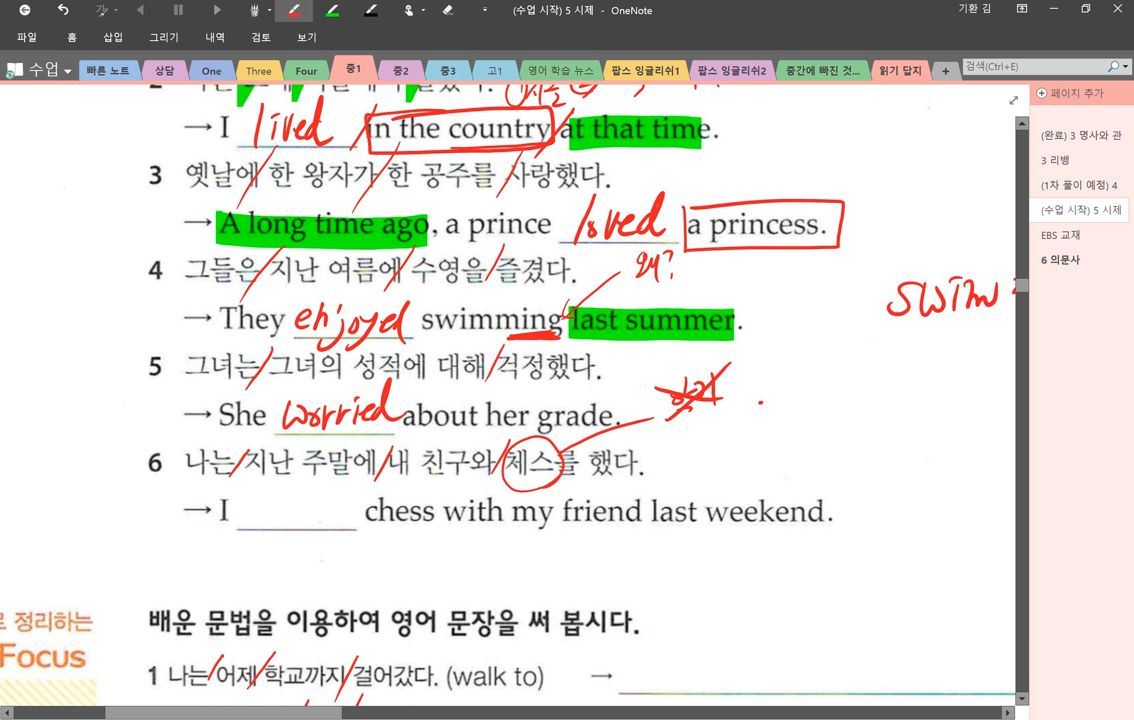 (수업 시작) 5 시제 - OneNote
기환 김
파일 홈 삽입 그리기 내역 검토 보기
수업 빠른 노트 상담 One Three Four 중1 중2 중3 고1 영어 학습 뉴스 팝스 잉글리쉬1 팝스 잉글리쉬2 중간에 빠진 것... 읽기 답지 + 검색(Ctrl+E)
페이지 추가
(완료) 3 명사와 관
3 리뱅
(1차 풀이 예정) 4
(수업 시작) 5 시제
EBS 교재
6 의문사
→ I lived in the country at that time.
3 옛날에 한 왕자가 한 공주를 사랑했다.
→ A long time ago, a prince loved a princess.
4 그들은 지난 여름에 수영을 즐겼다.
왜?
swim
→ They enjoyed swimming last summer.
5 그녀는 그녀의 성적에 대해 걱정했다.
→ She worried about her grade.
6 나는 지난 주말에 내 친구와 체스를 했다.
→ I chess with my friend last weekend.
배운 문법을 이용하여 영어 문장을 써 봅시다.
로 정리하는
Focus
1 나는 어제 학교까지 걸어갔다. (walk to) →